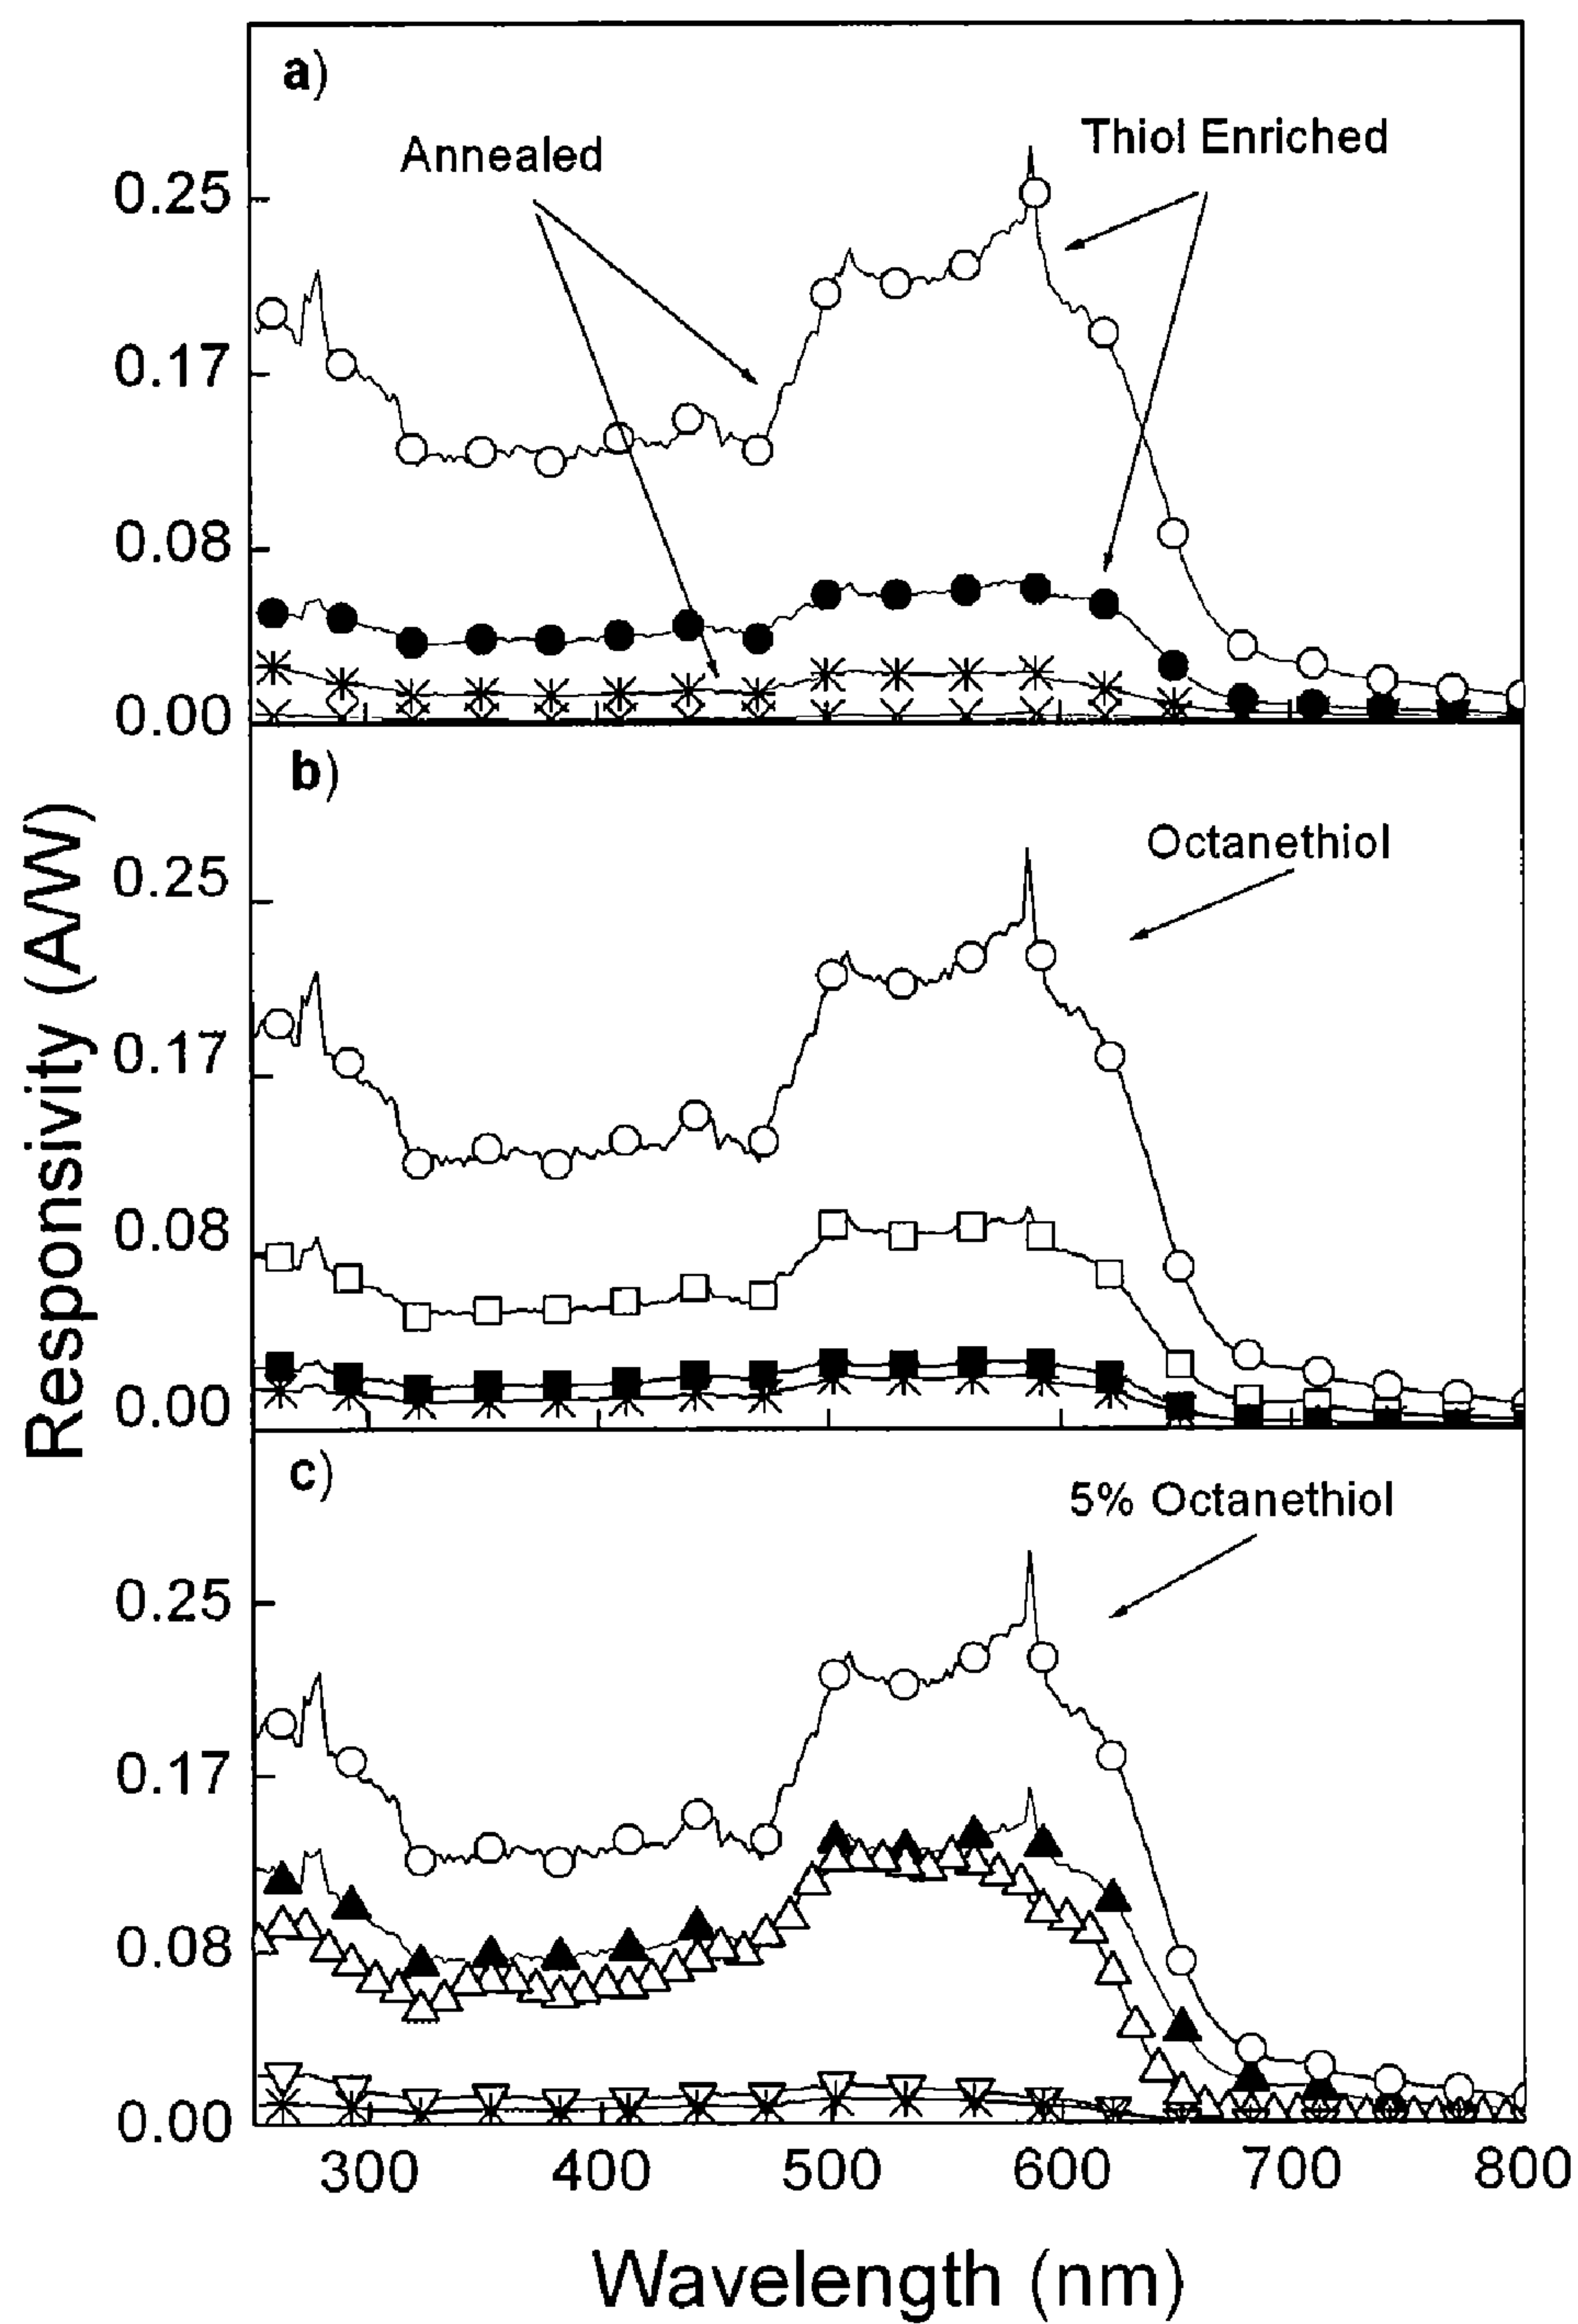 a)
Annealed
Thiol Enriched
0.25
0.17
0.08
0.00
b)
Octanethiol
0.25
0.17
0.08
0.00
Responsivity (A/W)
c)
5% Octanethiol
0.25
0.17
0.08
0.00
300 400 500 600 700 800
Wavelength (nm)